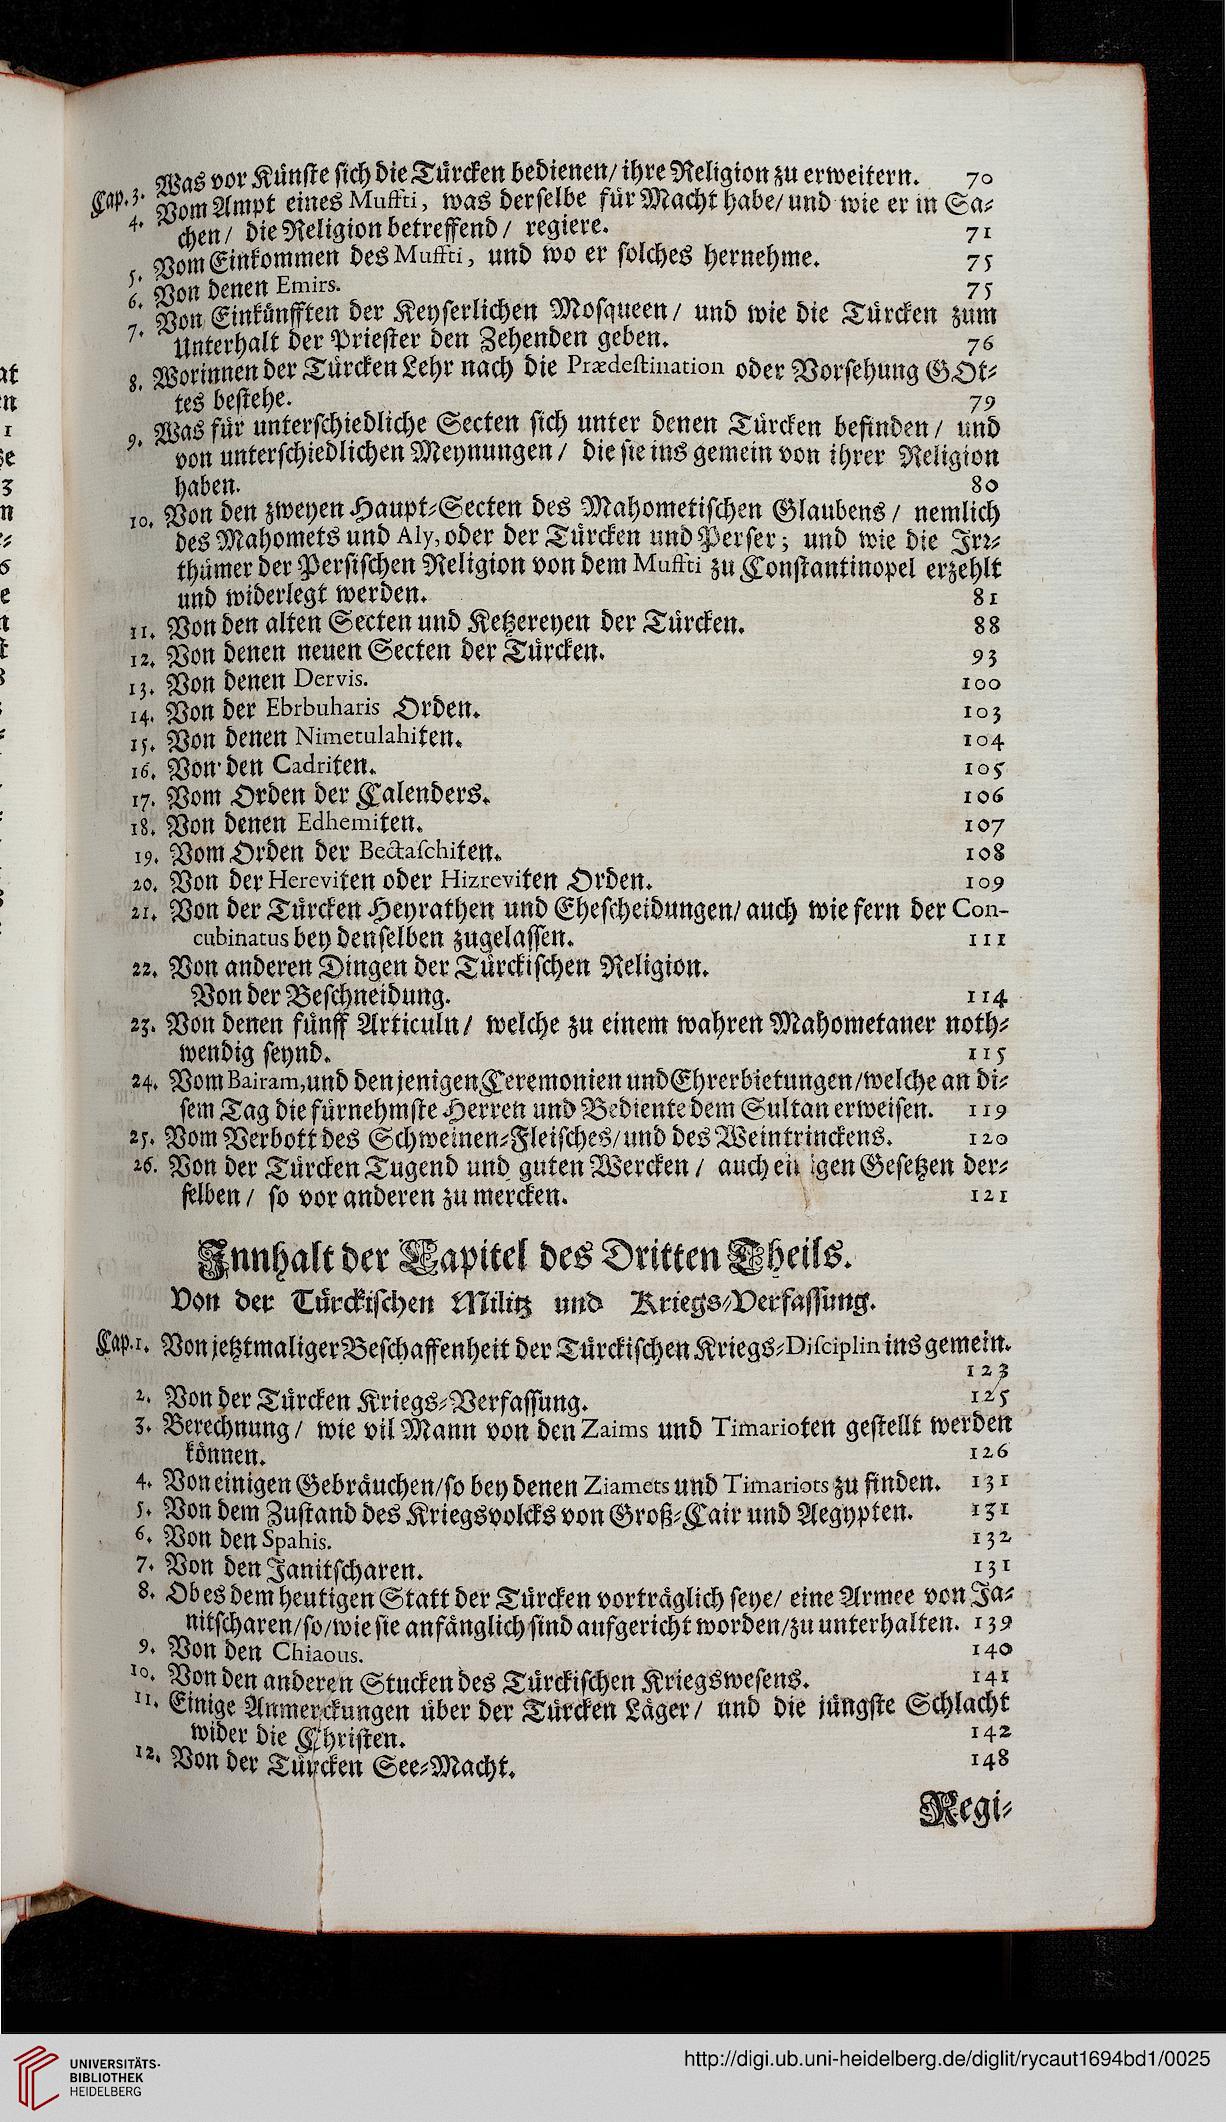 Cap. 3. Was vor Künste sich die Türcken bedienen/ ihre Religion zu erweitern. 70
4. Vom Ampt eines Muffti, was derselbe für Macht habe/ und wie er in Sa-
chen/ die Religion betreffend/ regiere. 71
5. Vom Einkommen des Muffti, und wo er solches hernehme. 75
6. Von denen Emirs. 75
7. Von Einkünfften der Keyserlichen Mosqueen/ und wie die Türcken zum
Unterhalt der Priester den Zehenden geben. 76
8. Worinnen der Türcken Lehr nach die Prædestination oder Vorsehung GOt-
tes bestehe. 79
9. Was für unterschiedliche Secten sich unter denen Türcken befinden/ und
von unterschiedlichen Meynungen/ die sie ins gemein von ihrer Religion
haben. 80
10. Von den zweyen Haupt-Secten des Mahometischen Glaubens/ nemlich
des Mahomets und Aly, oder der Türcken und Perser; und wie die Irr-
thümer der Persischen Religion von dem Muffti zu Constantinopel erzehlt
und widerlegt werden. 81
11. Von den alten Secten und Ketzereyen der Türcken. 88
12. Von denen neuen Secten der Türcken. 93
13. Von denen Dervis. 100
14. Von der Ebrbuharis Orden. 103
15. Von denen Nimetulahiten. 104
16. Von den Cadriten. 105
17. Vom Orden der Calenders. 106
18. Von denen Edhemiten. 107
19. Vom Orden der Bectaschiten. 108
20. Von der Hereviten oder Hizreviten Orden. 109
21. Von der Türcken Heyrathen und Ehescheidungen/ auch wie fern der Con-
cubinatus bey denselben zugelassen. 111
22. Von anderen Dingen der Türckischen Religion.
Von der Beschneidung. 114
23. Von denen fünff Articuln/ welche zu einem wahren Mahometaner noth-
wendig seynd. 115
24. Vom Bairam, und denjenigen Ceremonien und Ehrerbietungen/ welche an di-
sem Tag die fürnehmste Herren und Bediente dem Sultan erweisen. 119
25. Vom Verbott des Schweinen-Fleisches/ und des Weintrinckens. 120
26. Von der Türcken Tugend und guten Wercken/ auch einigen Gesetzen der-
selben/ so vor anderen zu mercken. 121
Innhalt der Capitel des Dritten Theils.
Von der Türckischen Militz und Kriegs-Verfassung.
Cap. 1. Von jetztmaliger Beschaffenheit der Türckischen Kriegs-Disciplin ins gemein.
123
2. Von der Türcken Kriegs-Verfassung. 125
3. Berechnung/ wie vil Mann von den Zaims und Timarioten gestellt werden
können. 126
4. Von einigen Gebräuchen/ so bey denen Ziamets und Timariots zu finden. 131
5. Von dem Zustand des Kriegsvolcks von Groß-Cair und Aegypten. 131
6. Von den Spahis. 132
7. Von den Janitscharen. 131
8. Ob es dem heutigen Statt der Türcken vorträglich seye/ eine Armee von Ja-
nitscharen/ so/ wie sie anfänglich sind aufgericht worden/ zu unterhalten. 139
9. Von den Chiaous. 140
10. Von den anderen Stucken des Türckischen Kriegswesens. 141
11. Einige Anmerckungen über der Türcken Läger/ und die jüngste Schlacht
wider die Christen. 142
12. Von der Türcken See-Macht. 148
Regi-
UNIVERSITÄTS-
BIBLIOTHEK
HEIDELBERG
http://digi.ub.uni-heidelberg.de/diglit/rycaut1694bd1/0025